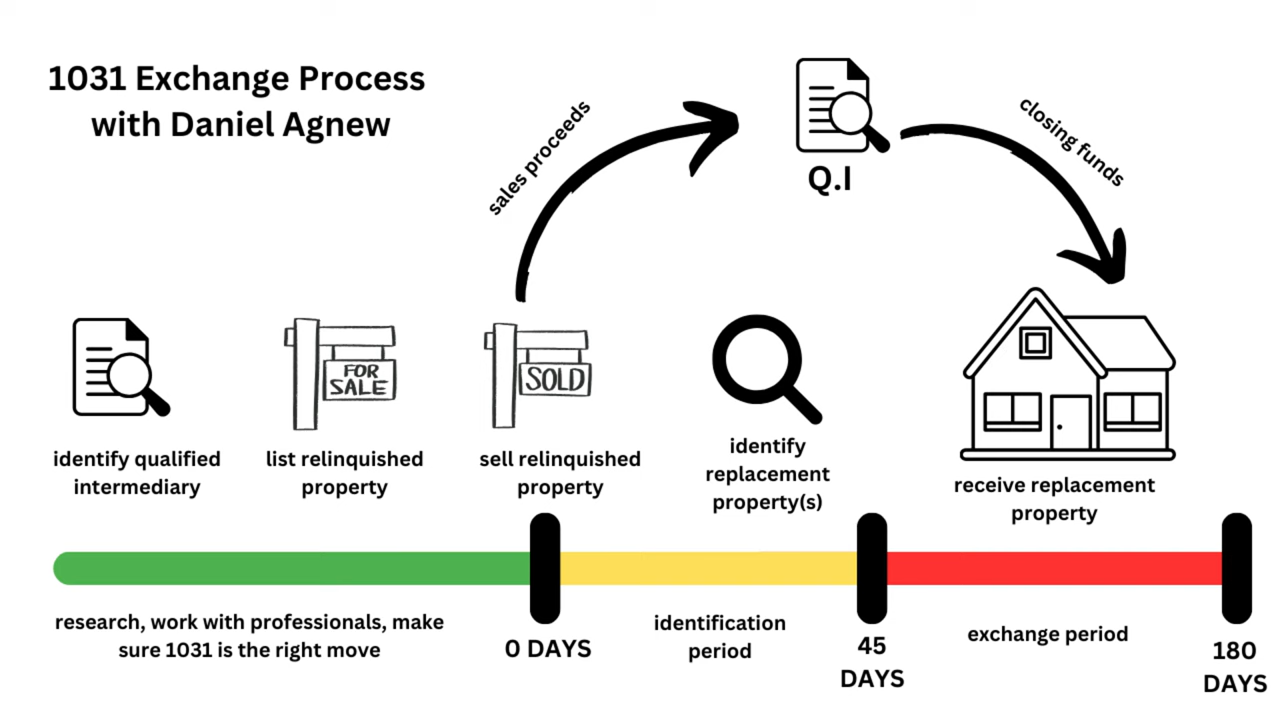 1031 Exchange Process
with Daniel Agnew
sales proceeds
Q.I
closing funds
FOR
SALE
SOLD
identify qualified
intermediary
list relinquished
property
sell relinquished
property
identify
replacement
property(s)
receive replacement
property
research, work with professionals, make
sure 1031 is the right move
0 DAYS
identification
period
45
DAYS
exchange period
180
DAYS